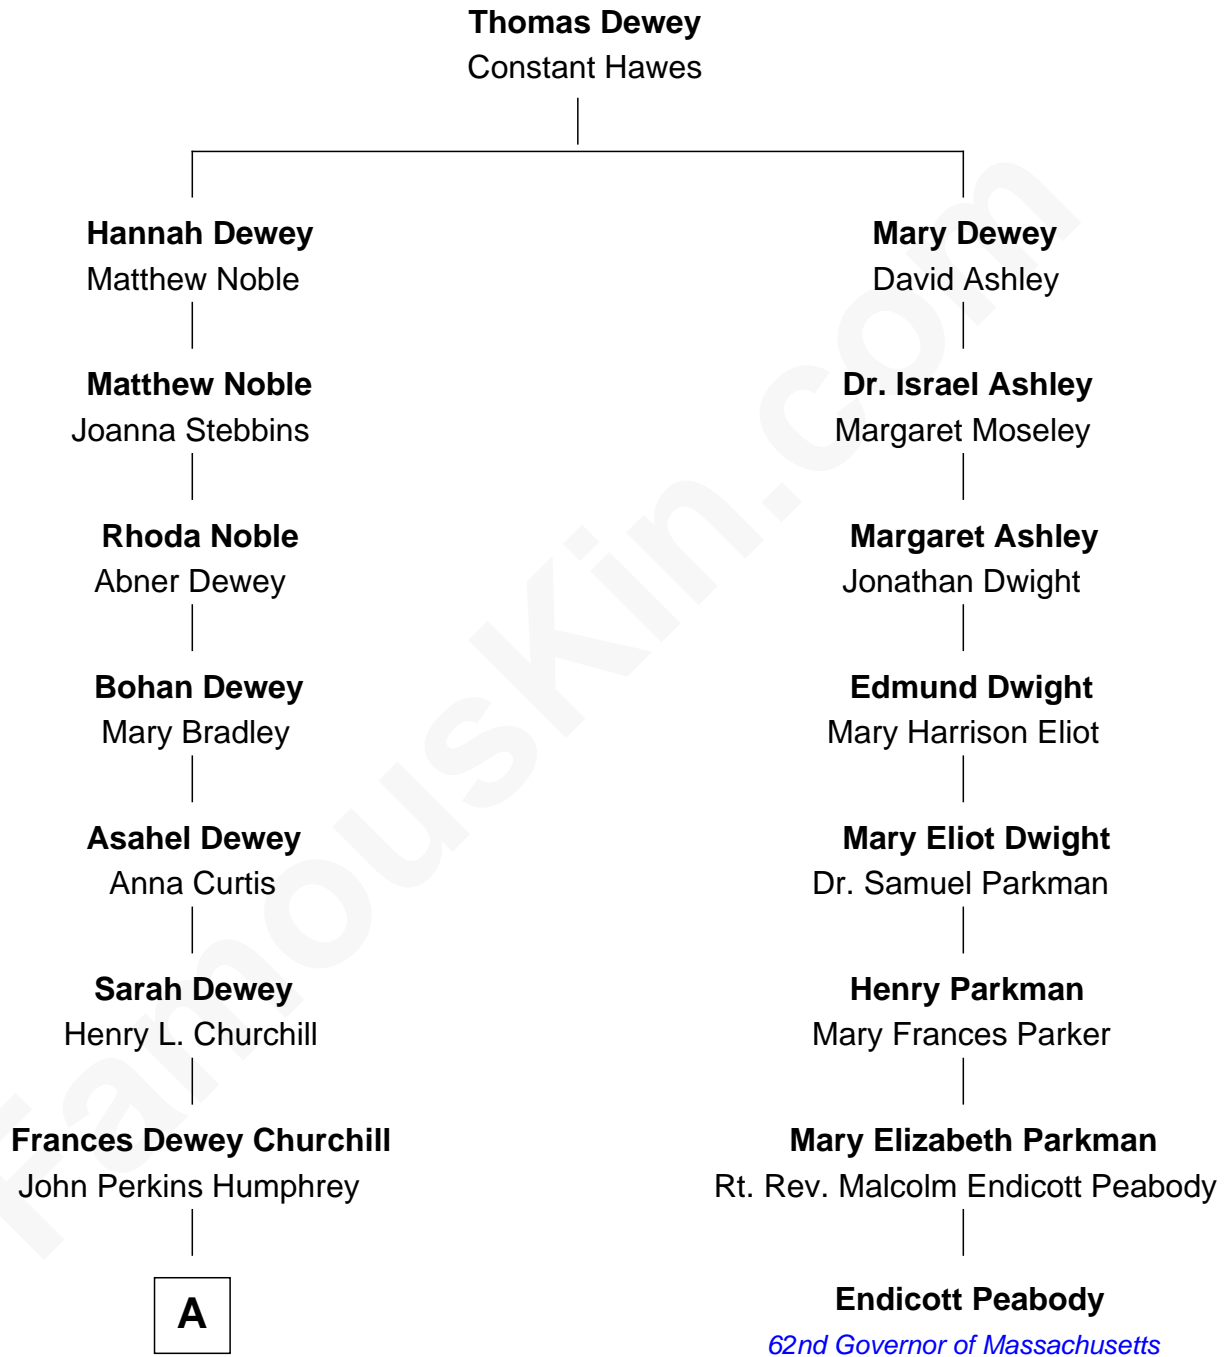 Thomas Dewey
Constant Hawes
Hannah Dewey
Matthew Noble
Mary Dewey
David Ashley
Matthew Noble
Joanna Stebbins
Dr. Israel Ashley
Margaret Moseley
Rhoda Noble
Abner Dewey
Margaret Ashley
Jonathan Dwight
Bohan Dewey
Mary Bradley
Edmund Dwight
Mary Harrison Eliot
Asahel Dewey
Anna Curtis
Mary Eliot Dwight
Dr. Samuel Parkman
Sarah Dewey
Henry L. Churchill
Henry Parkman
Mary Frances Parker
Frances Dewey Churchill
John Perkins Humphrey
Mary Elizabeth Parkman
Rt. Rev. Malcolm Endicott Peabody
A
Endicott Peabody
62nd Governor of Massachusetts
FamousKin.com